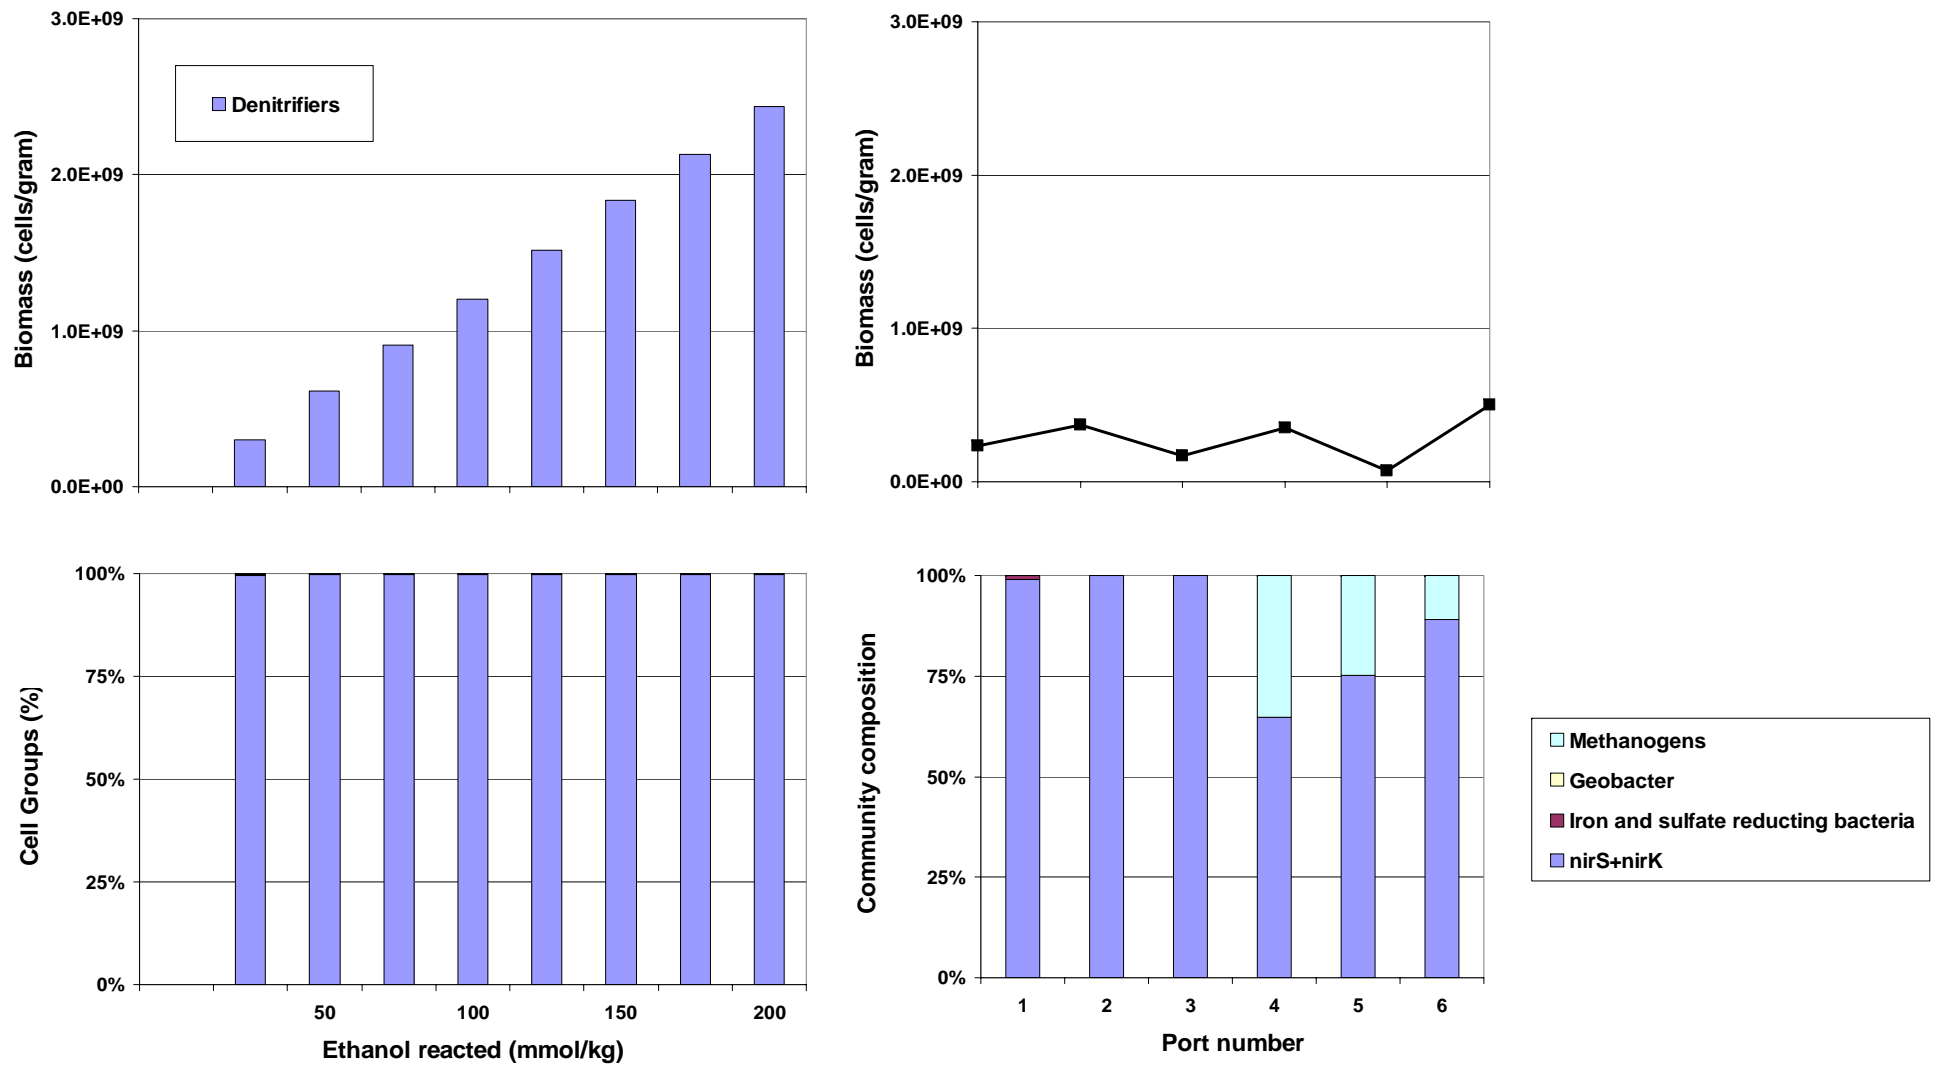 3.0E+09
2.0E+09
1.0E+09
0.0E+00
Biomass (cells/gram)
Denitrifiers
3.0E+09
2.0E+09
1.0E+09
0.0E+00
Biomass (cells/gram)
100%
75%
50%
25%
0%
Cell Groups (%)
50 100 150 200
Ethanol reacted (mmol/kg)
100%
75%
50%
25%
0%
Community composition
1 2 3 4 5 6
Port number
Methanogens
Geobacter
Iron and sulfate reducting bacteria
nirS+nirK